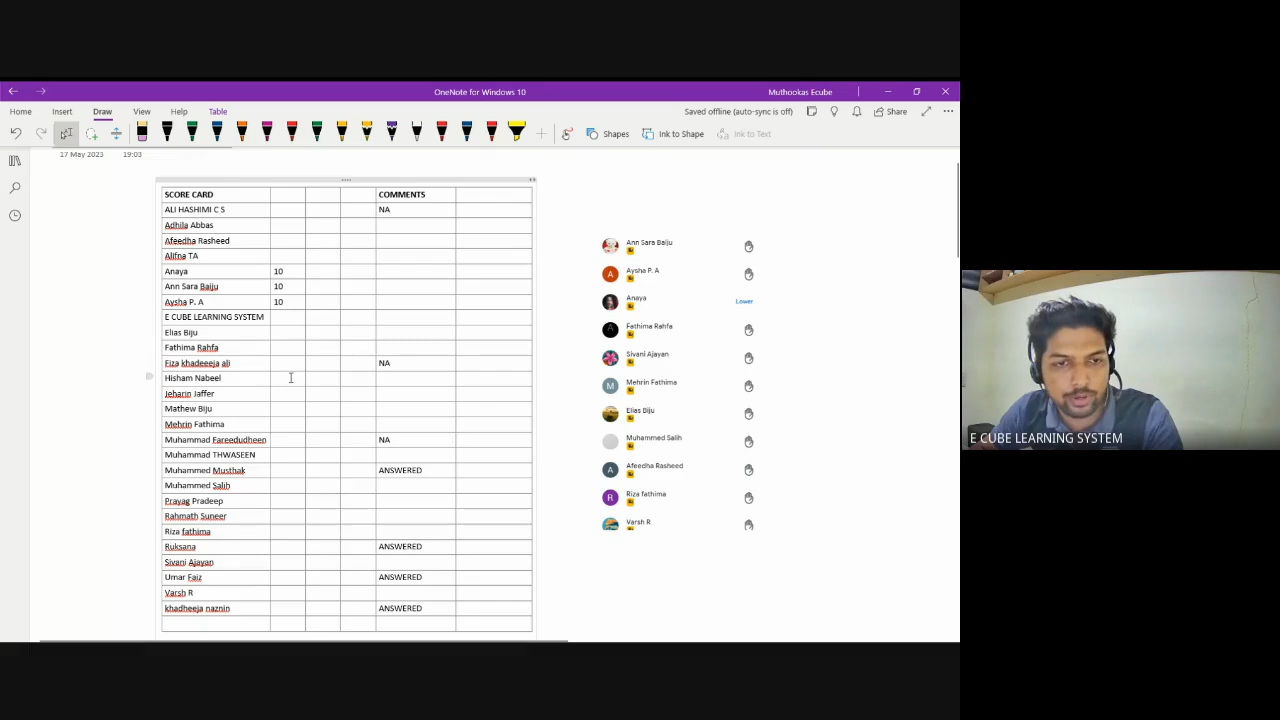 OneNote for Windows 10
Muthookas Ecube
Home Insert Draw View Help Table
Saved offline (auto-sync is off)
Share
Shapes
Ink to Shape
Ink to Text
17 May 2023 19:03
SCORE CARD COMMENTS
ALI HASHIMI C S NA
Adhila Abbas
Afeedha Rasheed
Alifna TA
Anaya 10
Ann Sara Baiju 10
Aysha P. A 10
E CUBE LEARNING SYSTEM
Elias Biju
Fathima Rahfa
Fiza khadeeeja ali NA
Hisham Nabeel
Jeharin Jaffer
Mathew Biju
Mehrin Fathima
Muhammad Fareedudheen NA
Muhammad THWASEEN
Muhammed Musthak ANSWERED
Muhammed Salih
Prayag Pradeep
Rahmath Suneer
Riza fathima
Ruksana ANSWERED
Sivani Ajayan
Umar Faiz ANSWERED
Varsh R
khadheeja naznin ANSWERED
Ann Sara Baiju
A Aysha P. A
Anaya Lower
Fathima Rahfa
Sivani Ajayan
M Mehrin Fathima
Elias Biju
Muhammed Salih
A Afeedha Rasheed
R Riza fathima
Varsh R
E CUBE LEARNING SYSTEM